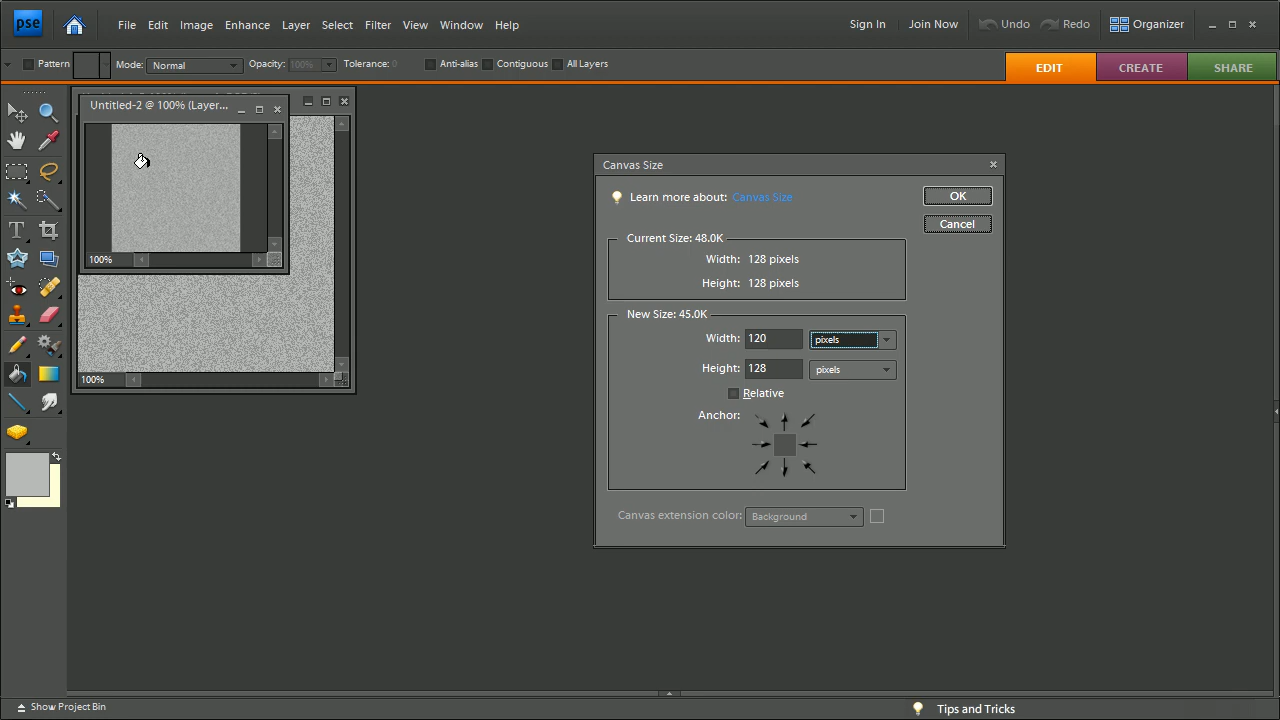 pse File Edit Image Enhance Layer Select Filter View Window Help Sign In Join Now Undo Redo Organizer
Pattern Mode: Normal Opacity: 100% Tolerance: 0 Anti-alias Contiguous All Layers EDIT CREATE SHARE
Untitled-2 @ 100% (Layer...
100%
100%
T
Canvas Size
Learn more about: Canvas Size
OK
Cancel
Current Size: 48.0K
Width: 128 pixels
Height: 128 pixels
New Size: 45.0K
Width: 120 pixels
Height: 128 pixels
Relative
Anchor:
Canvas extension color: Background
Show Project Bin
Tips and Tricks